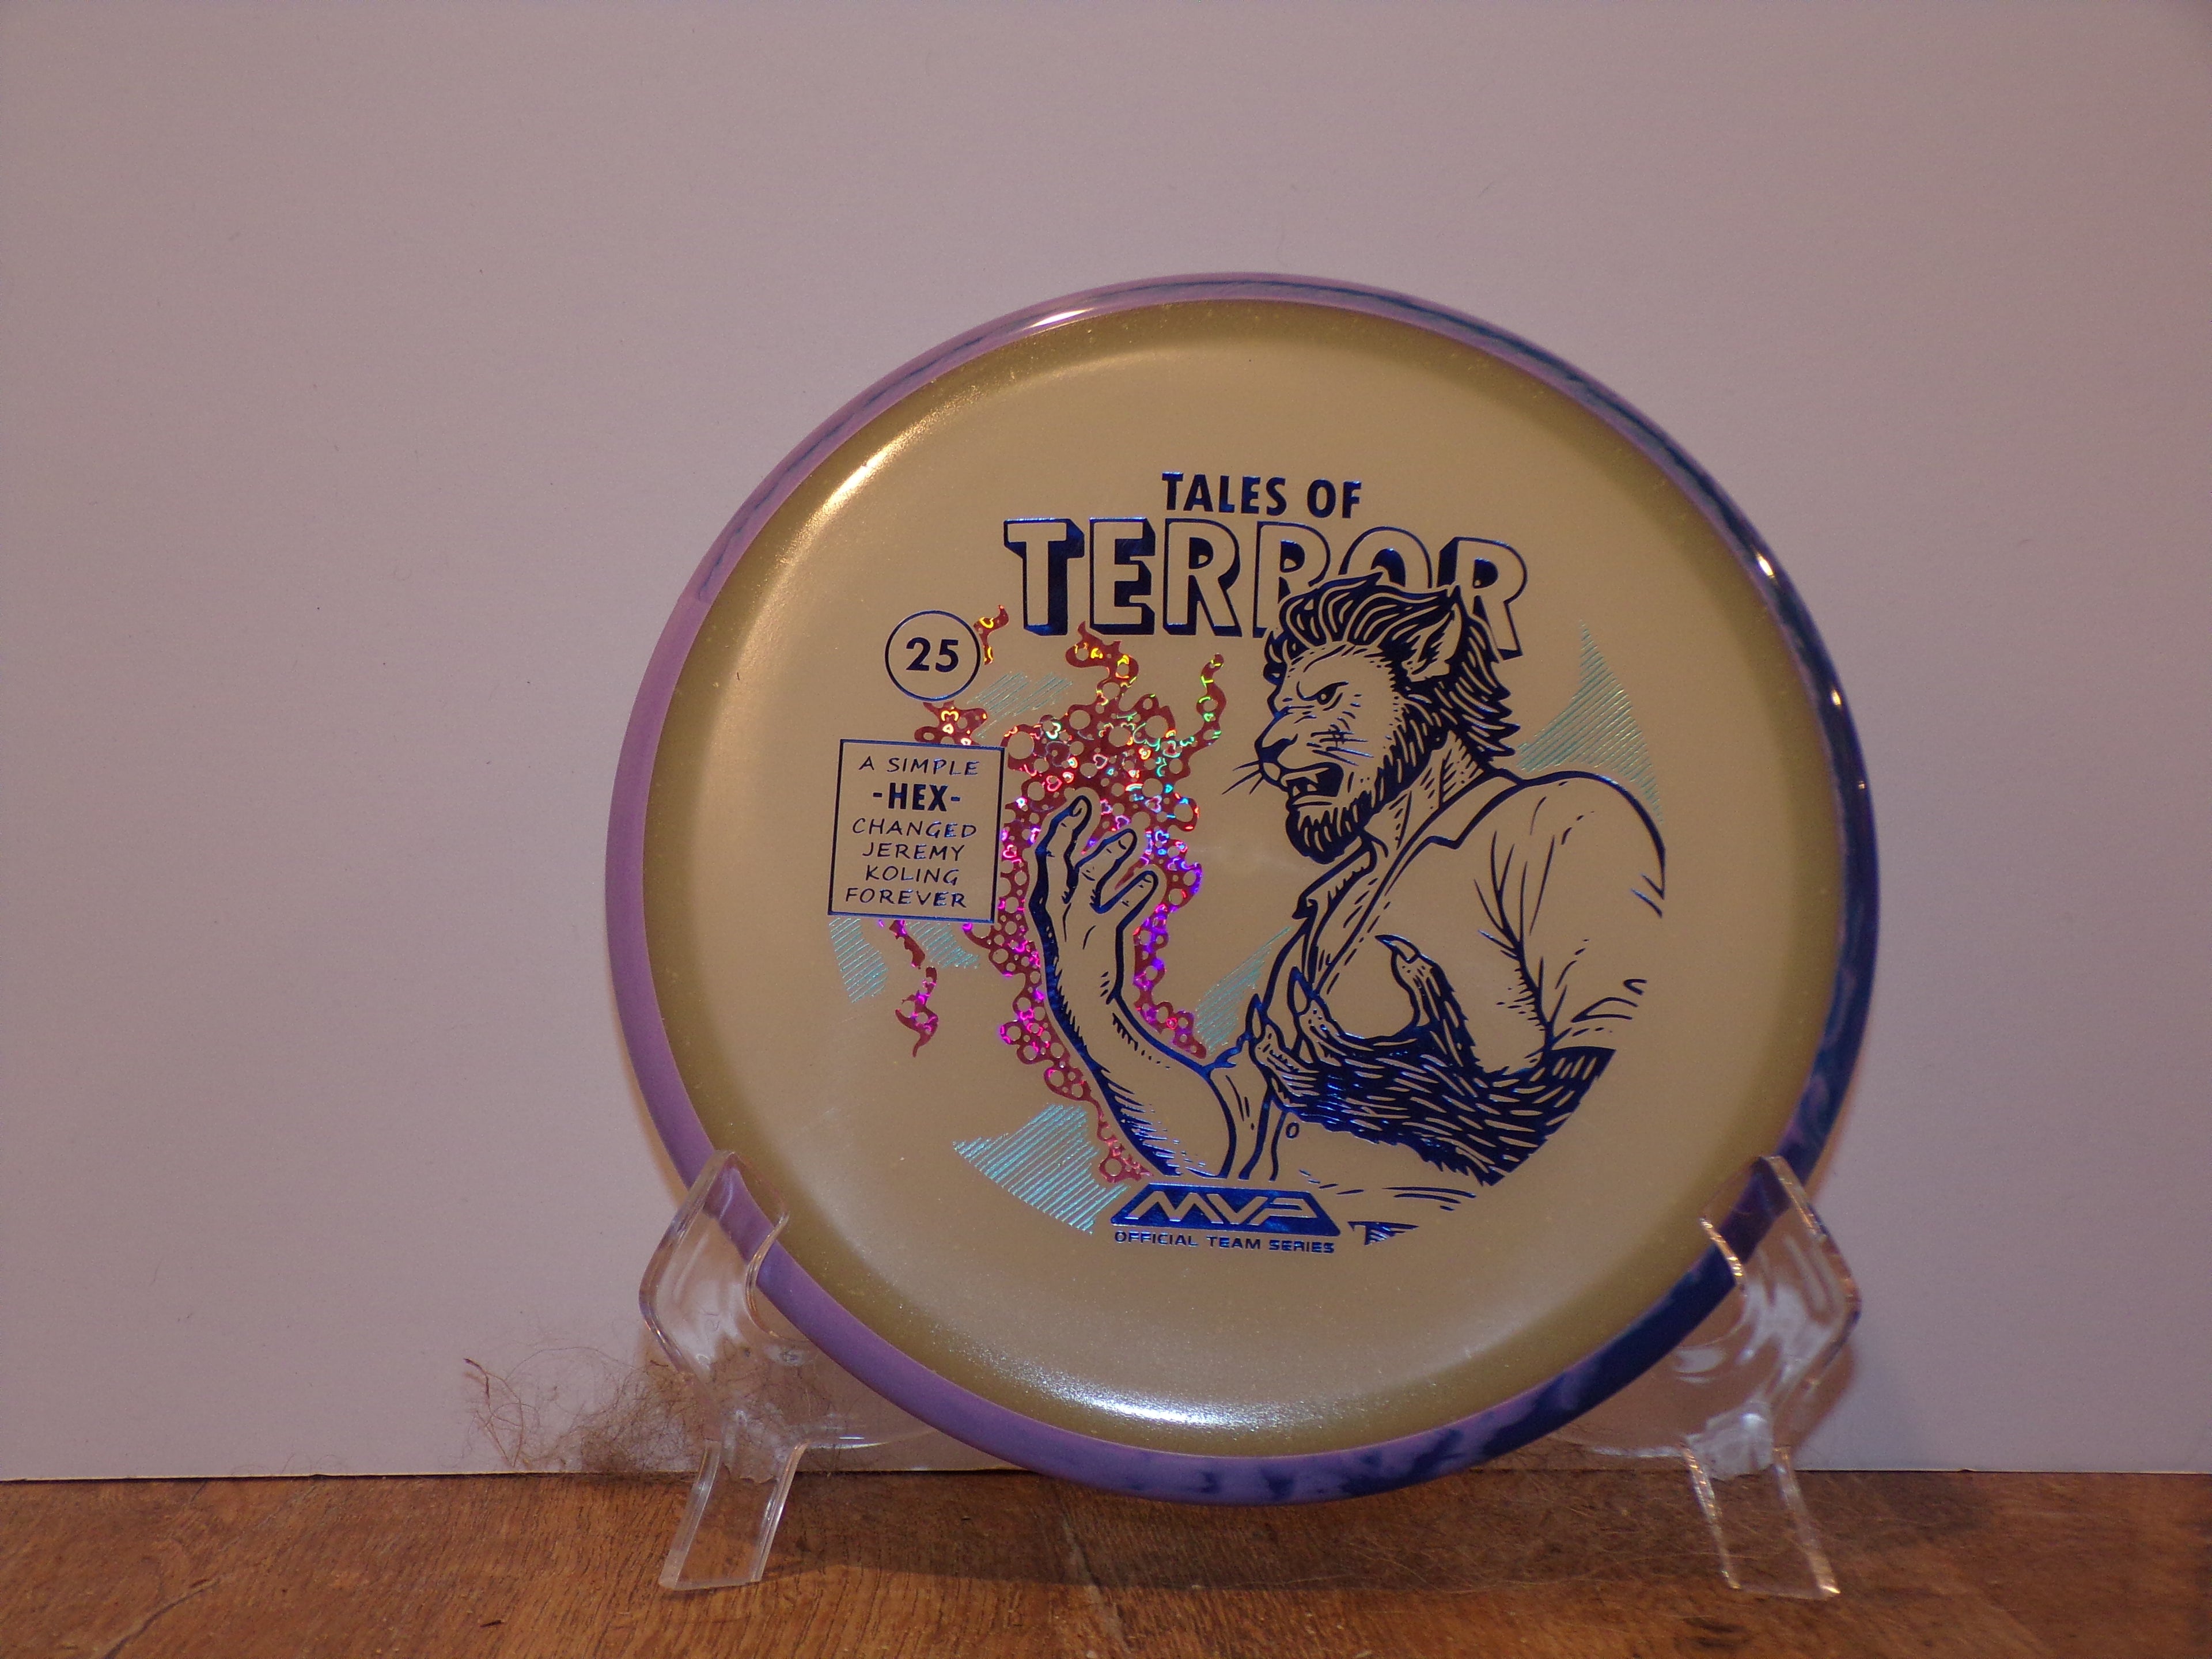 TALES OF
TERROR
25
A SIMPLE
-HEX-
CHANGED
JEREMY
KOLING
FOREVER
MVP
OFFICIAL TEAM SERIES